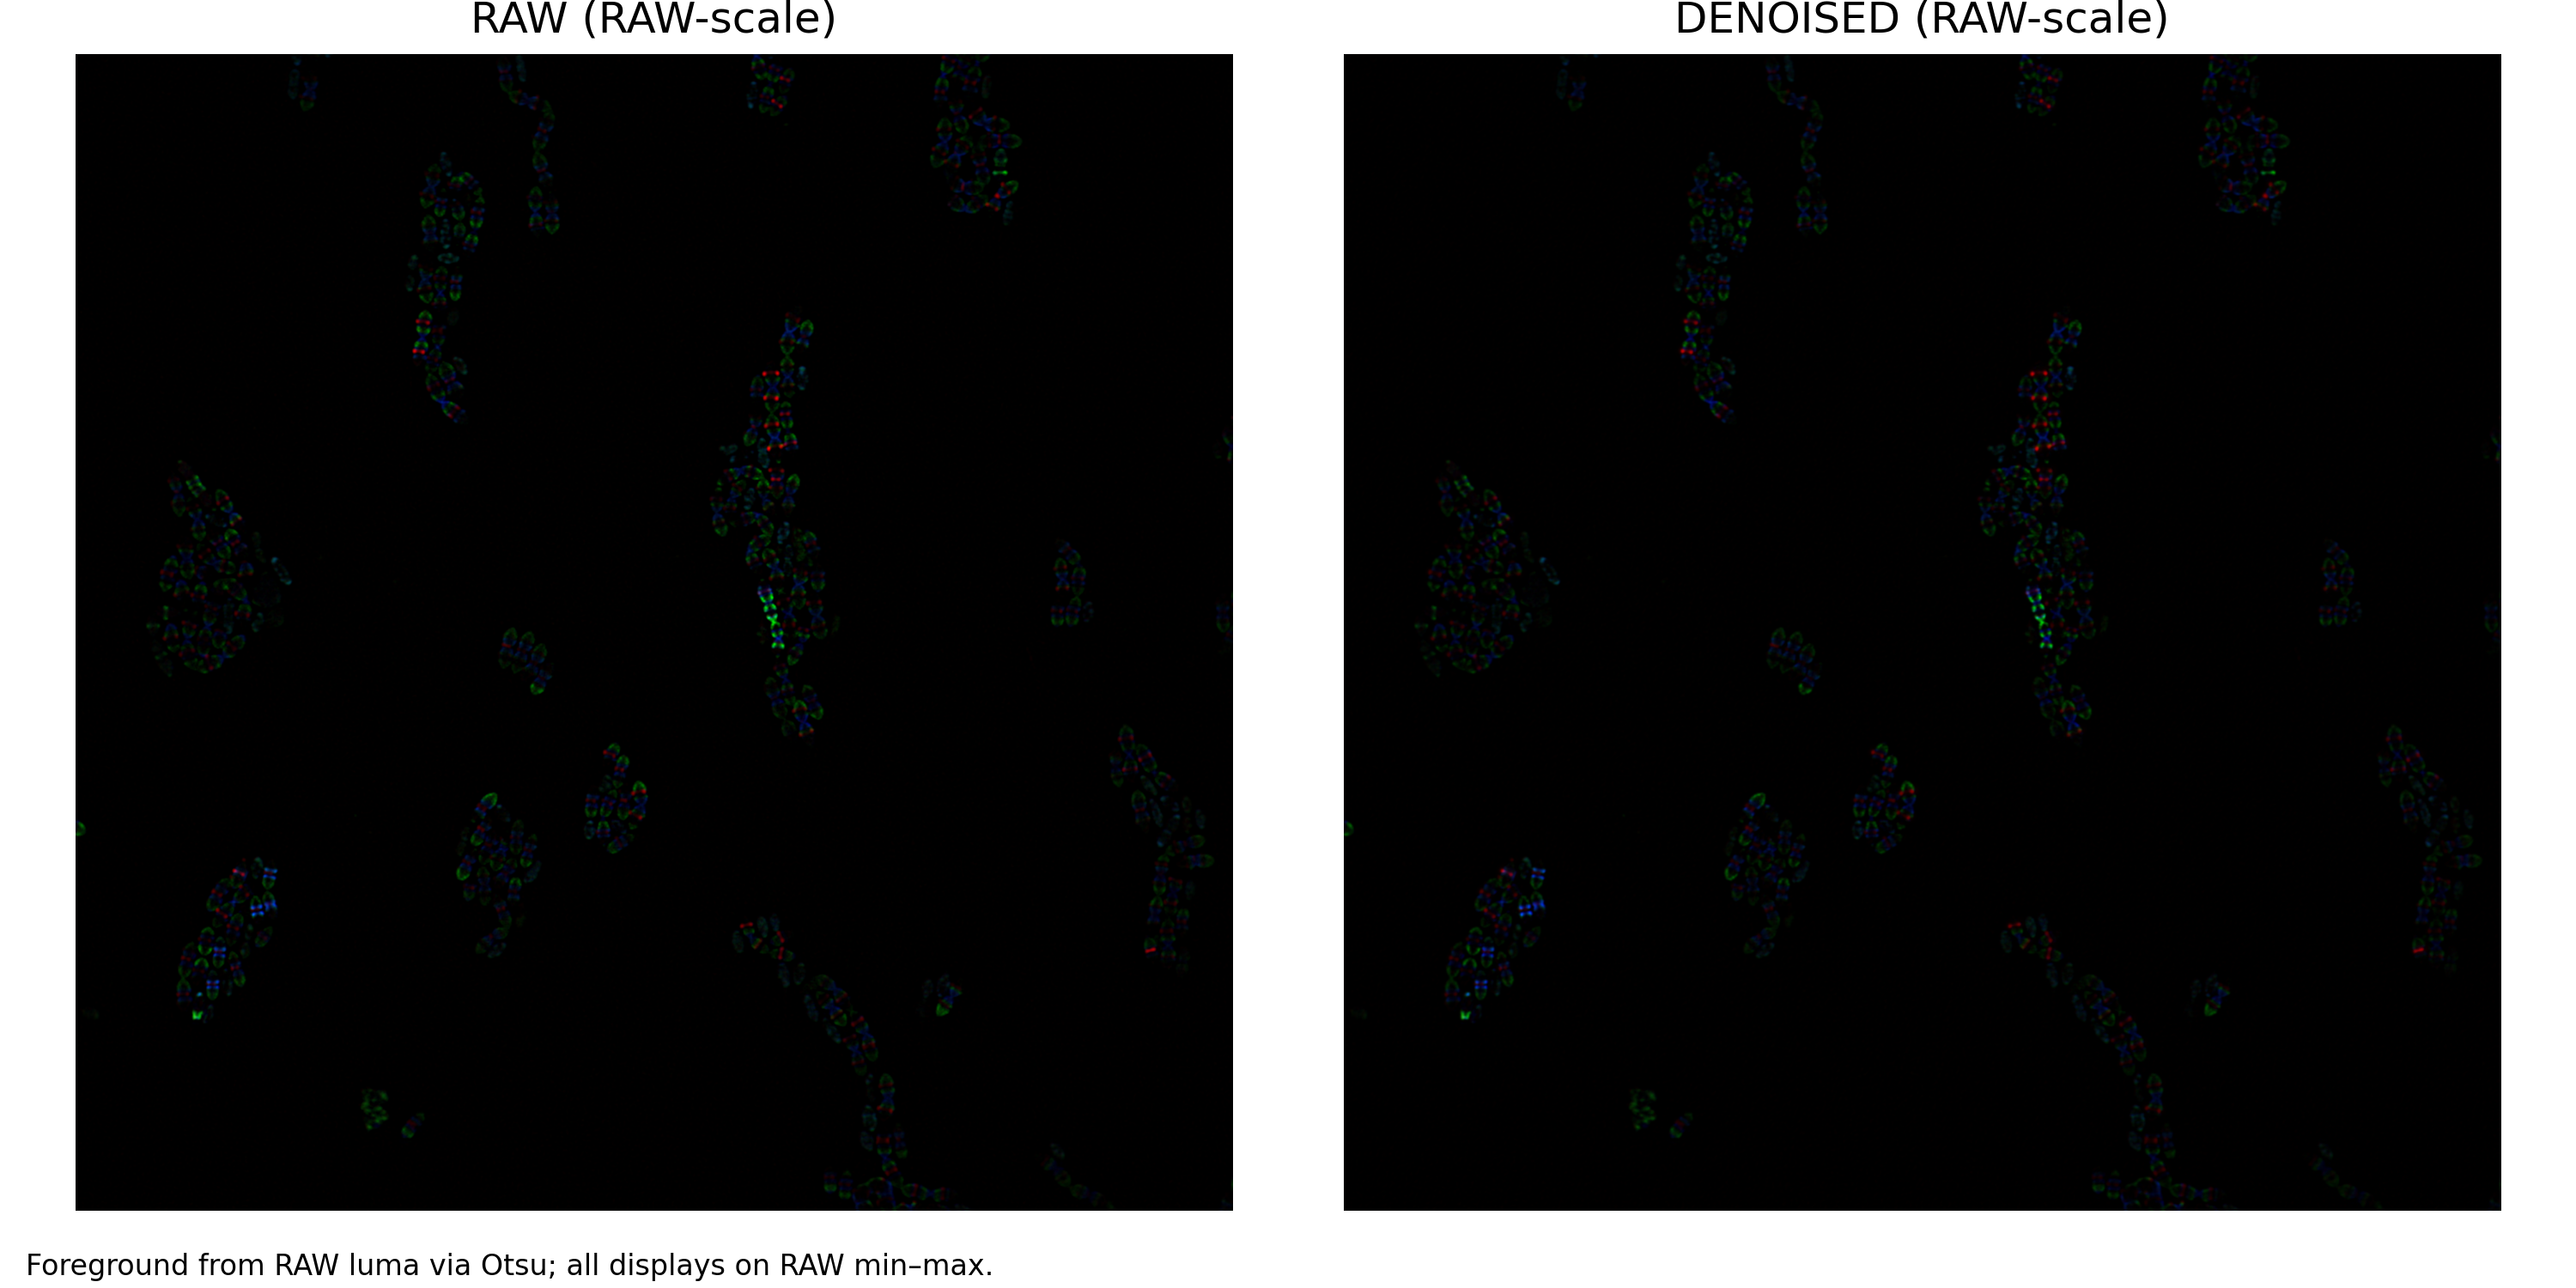 RAW (RAW-scale)
DENOISED (RAW-scale)
Foreground from RAW luma via Otsu; all displays on RAW min–max.